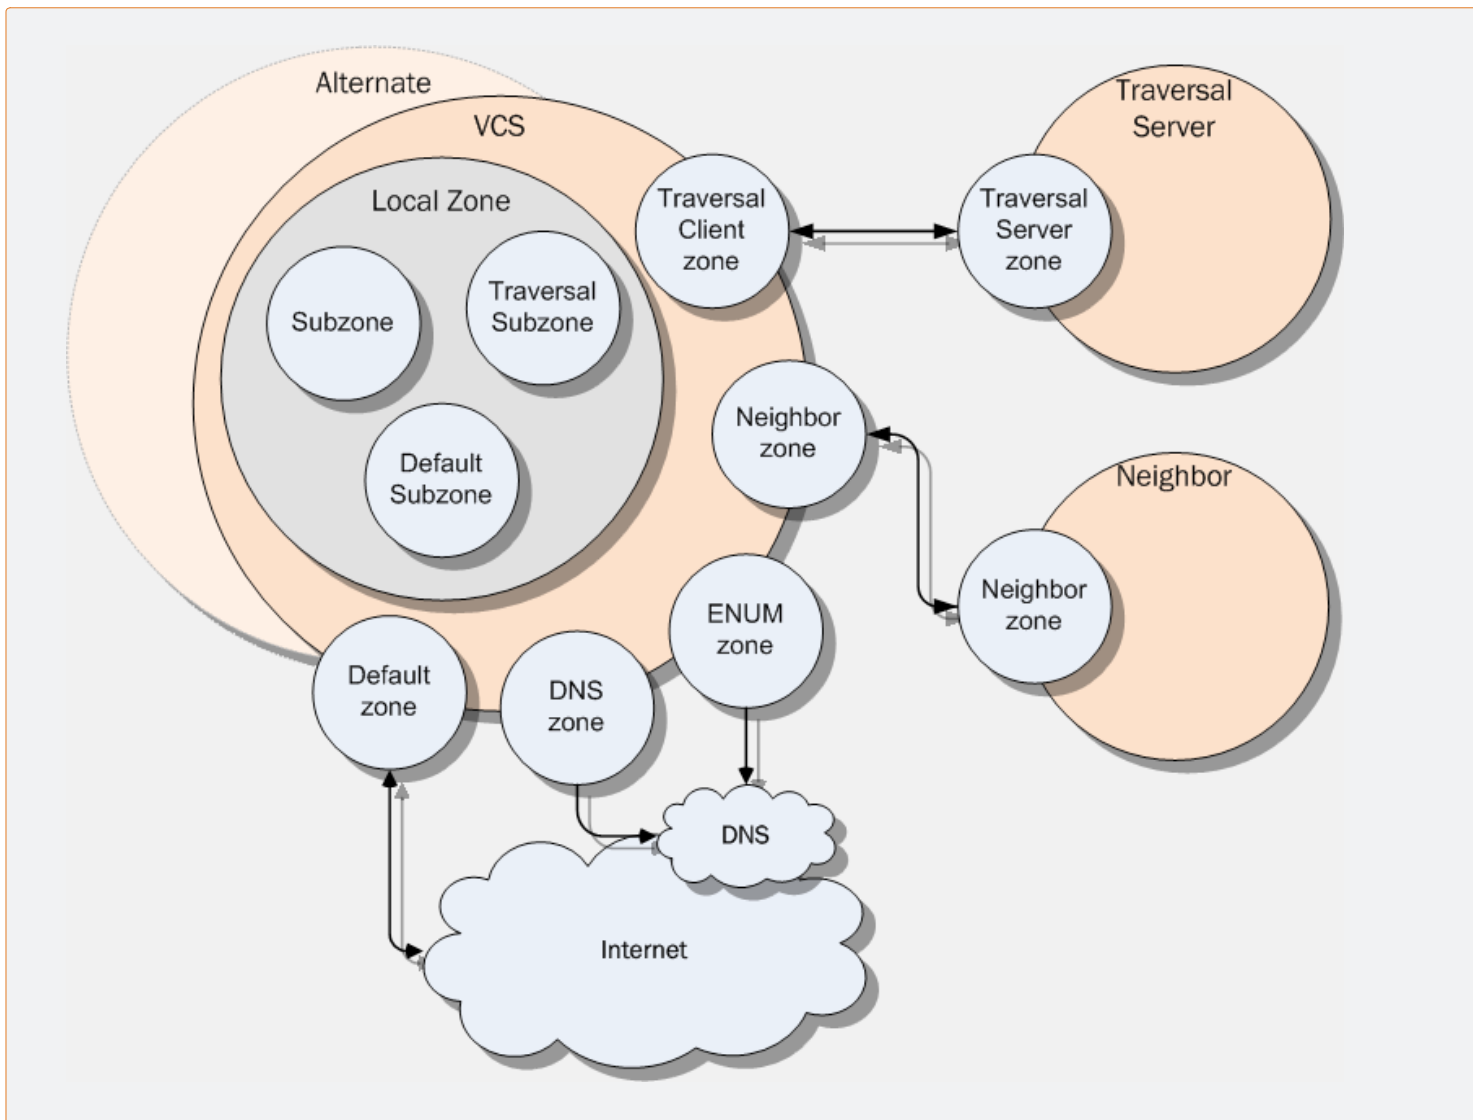 Alternate
VCS
Local Zone
Subzone
Traversal
Subzone
Default
Subzone
Traversal
Client
zone
Traversal
Server
zone
Traversal
Server
Neighbor
zone
Neighbor
Neighbor
zone
ENUM
zone
Default
zone
DNS
zone
DNS
Internet